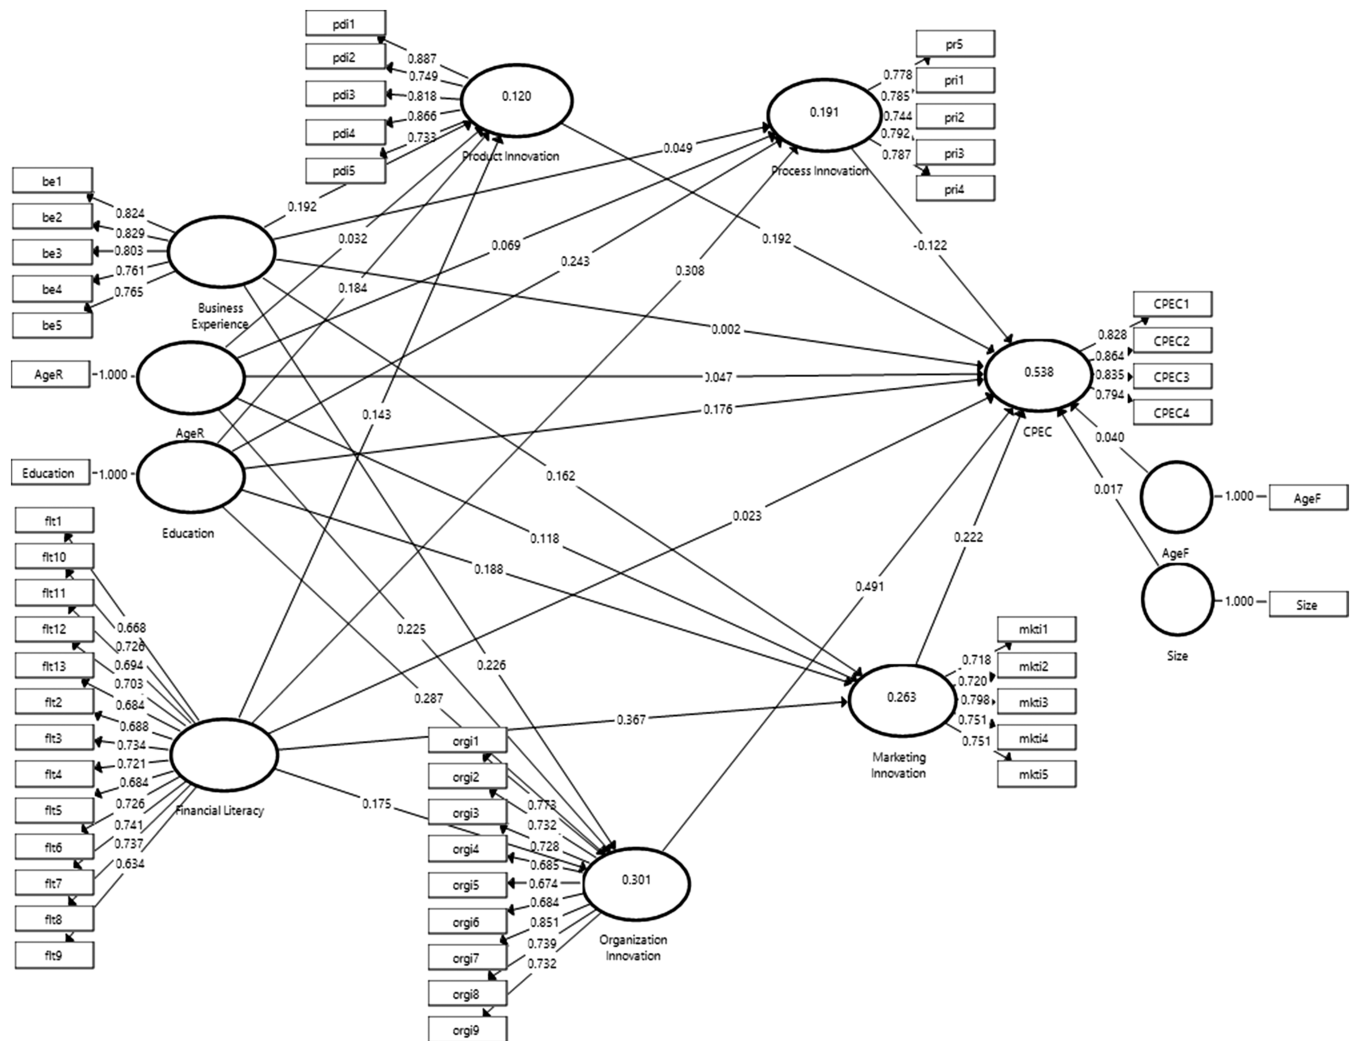 pdi1
pdi2
pdi3
pdi4
pdi5
0.887
0.749
0.818
0.866
0.733
0.120
Product Innovation
pr5
pri1
pri2
pri3
pri4
0.778
0.785
0.744
0.792
0.787
0.191
Process Innovation
be1
be2
be3
be4
be5
0.824
0.829
0.803
0.761
0.765
Business
Experience
0.192
0.032
0.184
0.049
0.069
0.243
0.308
0.192
-0.122
0.002
0.047
0.176
0.143
0.162
0.023
0.118
0.188
0.225
0.226
0.287
0.367
0.175
0.222
0.491
0.040
0.017
AgeR
1.000
AgeR
Education
1.000
Education
CPEC1
CPEC2
CPEC3
CPEC4
0.828
0.864
0.835
0.794
0.538
CPEC
1.000
AgeF
AgeF
1.000
Size
Size
flt1
flt10
flt11
flt12
flt13
flt2
flt3
flt4
flt5
flt6
flt7
flt8
flt9
0.668
0.726
0.694
0.703
0.684
0.688
0.734
0.721
0.684
0.726
0.741
0.737
0.634
Financial Literacy
mkti1
mkti2
mkti3
mkti4
mkti5
0.718
0.720
0.798
0.751
0.751
0.263
Marketing
Innovation
orgi1
orgi2
orgi3
orgi4
orgi5
orgi6
orgi7
orgi8
orgi9
0.773
0.732
0.728
0.685
0.674
0.684
0.851
0.739
0.732
0.301
Organization
Innovation